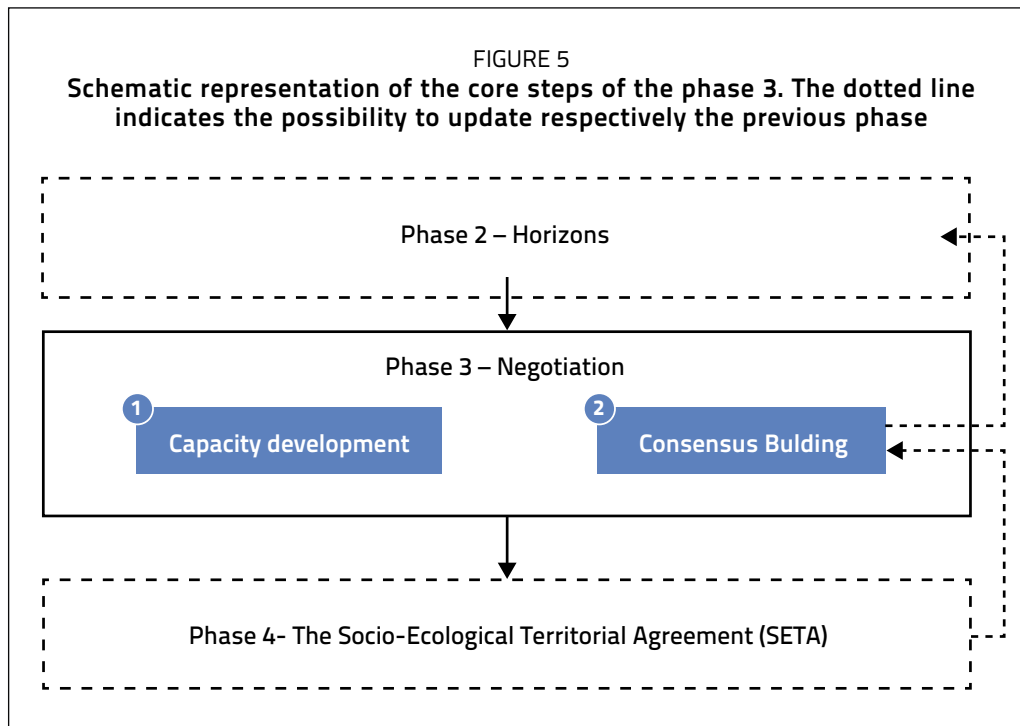 FIGURE 5
Schematic representation of the core steps of the phase 3. The dotted line
indicates the possibility to update respectively the previous phase
Phase 2 – Horizons
Phase 3 – Negotiation
1
Capacity development
2
Consensus Bulding
Phase 4- The Socio-Ecological Territorial Agreement (SETA)